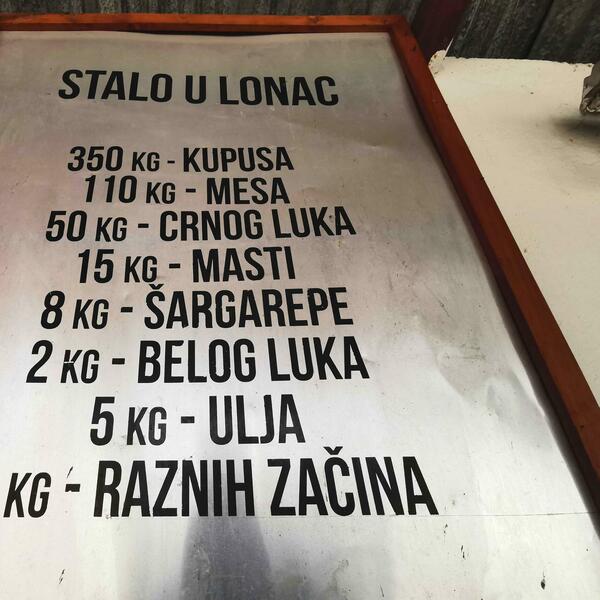 STALO U LONAC
350 KG - KUPUSA
110 KG - MESA
50 KG - CRNOG LUKA
15 KG - MASTI
8 KG - ŠARGAREPE
2 KG - BELOG LUKA
5 KG - ULJA
KG - RAZNIH ZAČINA